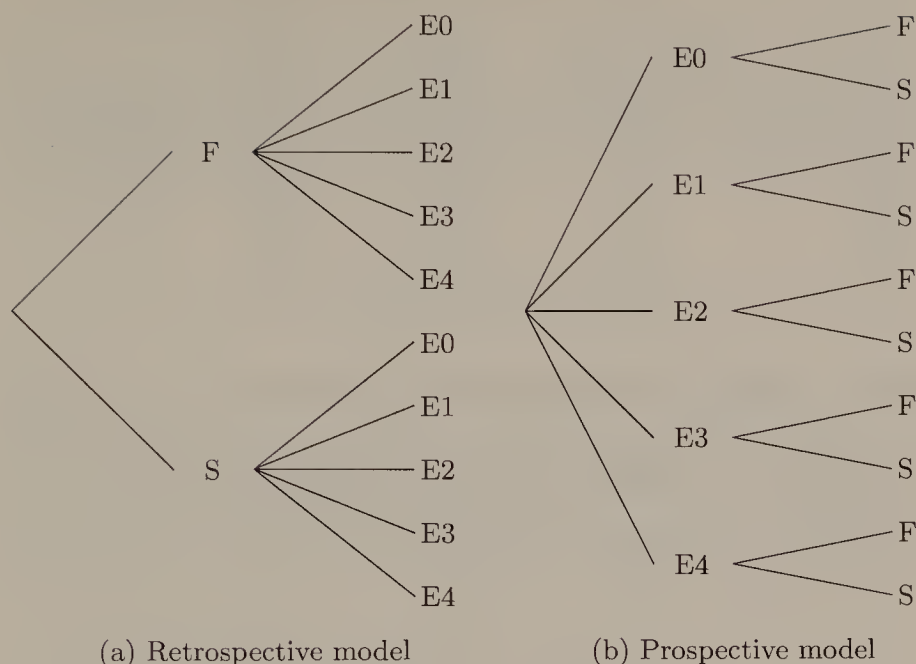 E0
E1
F
E2
E3
E4
E0
E1
S
E2
E3
E4
(a) Retrospective model
F
E0
S
F
E1
S
F
E2
S
F
E3
S
F
E4
S
(b) Prospective model